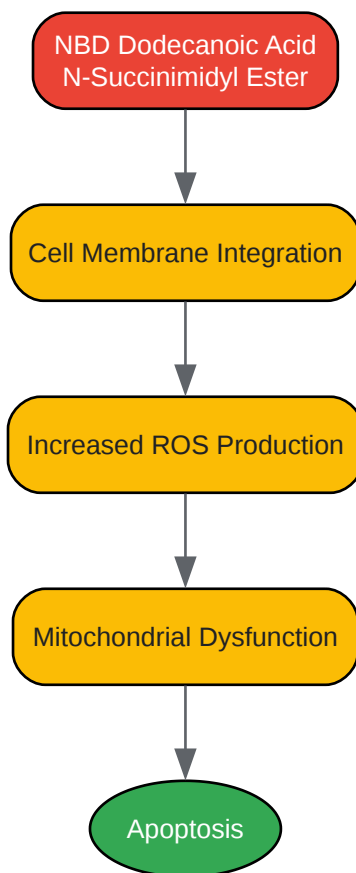 NBD Dodecanoic Acid
N-Succinimidyl Ester
Cell Membrane Integration
Increased ROS Production
Mitochondrial Dysfunction
Apoptosis